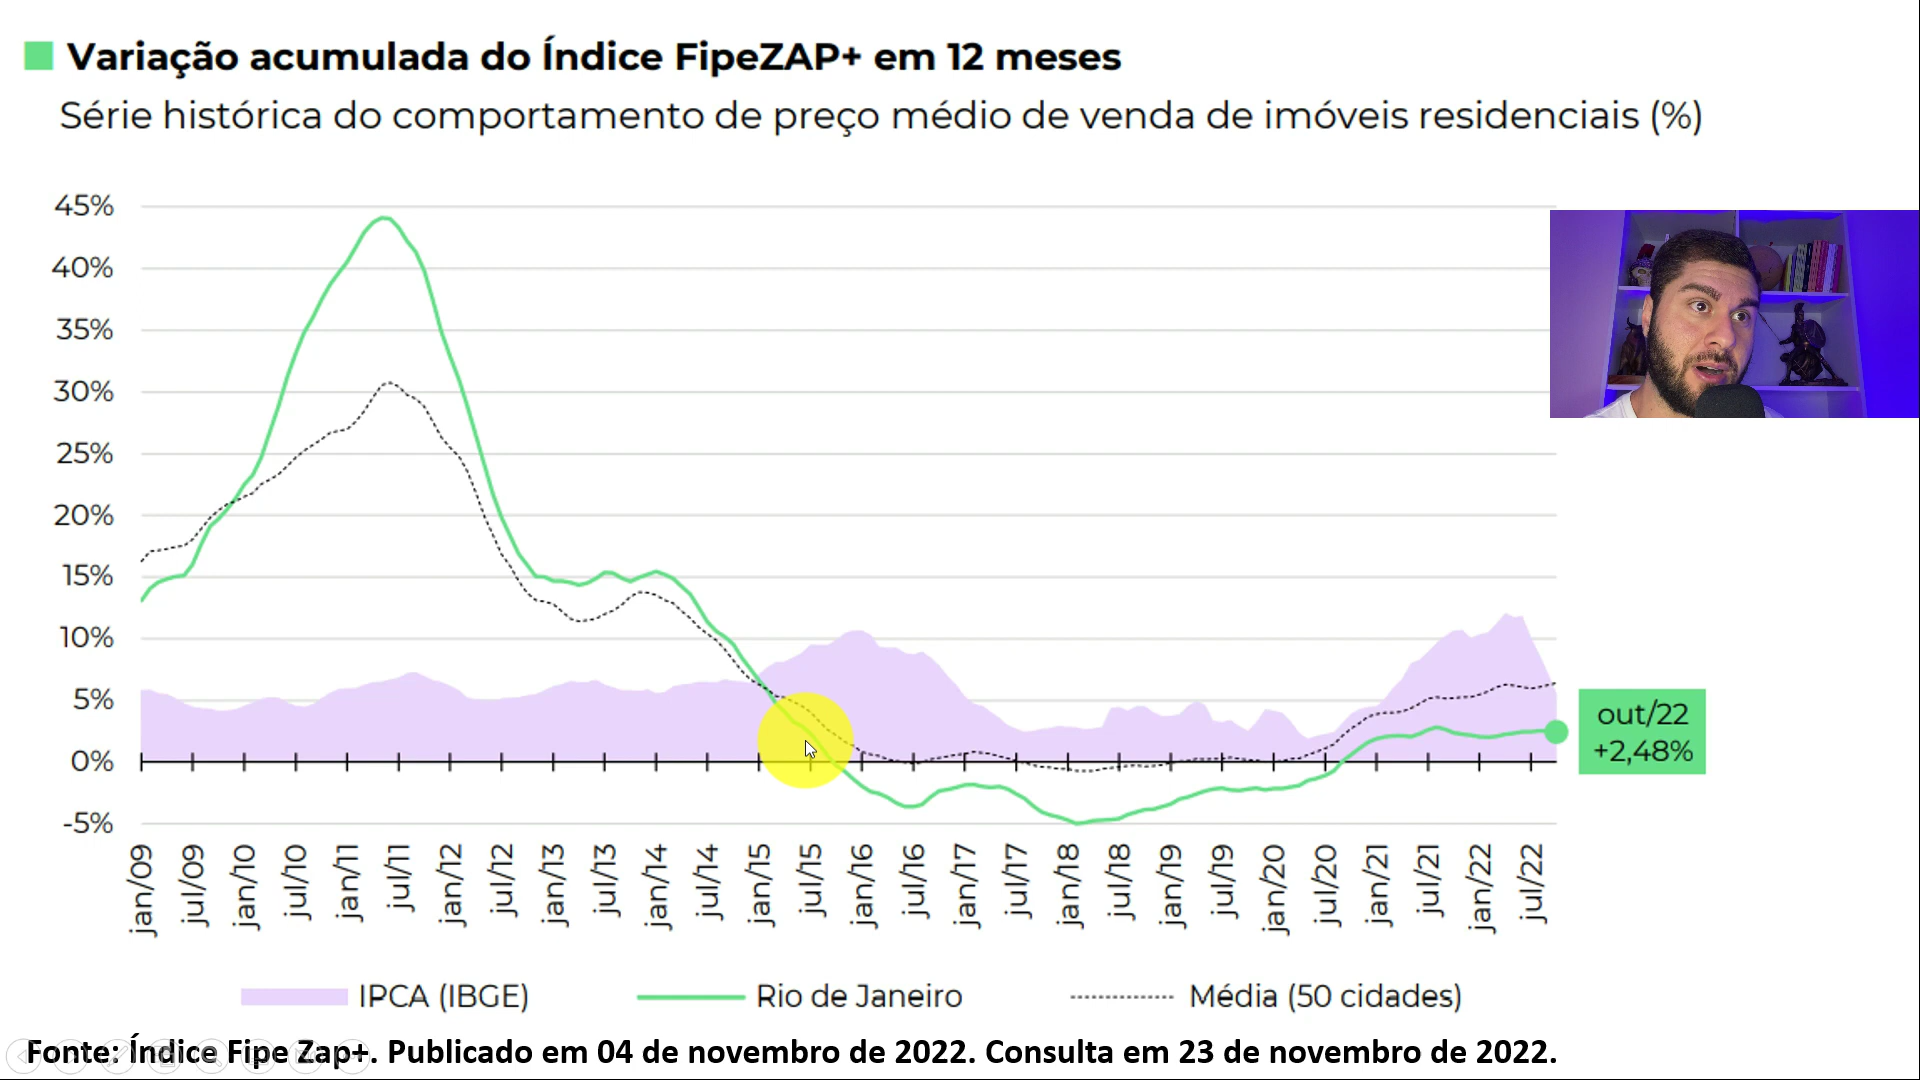 Variação acumulada do Índice FipeZAP+ em 12 meses
Série histórica do comportamento de preço médio de venda de imóveis residenciais (%)
45%
40%
35%
30%
25%
20%
15%
10%
5%
0%
-5%
out/22
+2,48%
jan/09
jul/09
jan/10
jul/10
jan/11
jul/11
jan/12
jul/12
jan/13
jul/13
jan/14
jul/14
jan/15
jul/15
jan/16
jul/16
jan/17
jul/17
jan/18
jul/18
jan/19
jul/19
jan/20
jul/20
jan/21
jul/21
jan/22
jul/22
IPCA (IBGE)
Rio de Janeiro
Média (50 cidades)
Fonte: Índice Fipe Zap+. Publicado em 04 de novembro de 2022. Consulta em 23 de novembro de 2022.